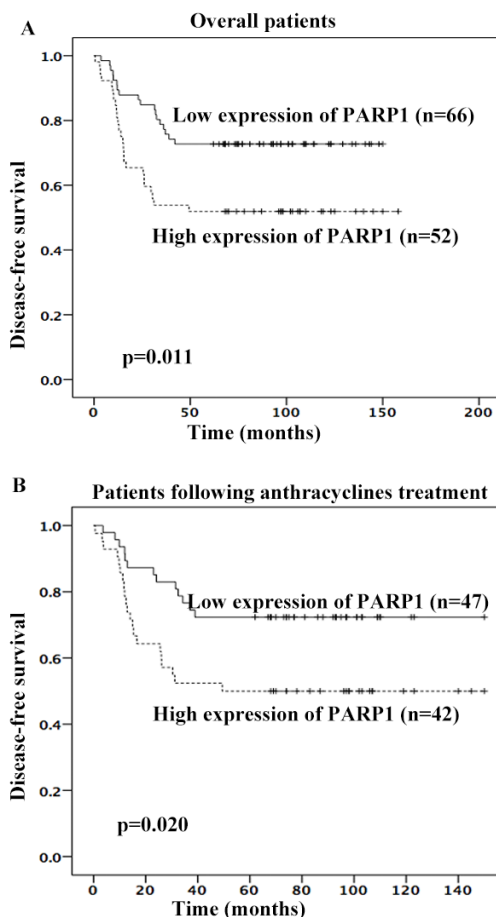 A
Overall patients
1.0
0.8
0.6
0.4
0.2
0.0
Disease-free survival
Low expression of PARP1 (n=66)
High expression of PARP1 (n=52)
p=0.011
0 50 100 150 200
Time (months)
B
Patients following anthracyclines treatment
1.0
0.8
0.6
0.4
0.2
0.0
Disease-free survival
Low expression of PARP1 (n=47)
High expression of PARP1 (n=42)
p=0.020
0 20 40 60 80 100 120 140
Time (months)